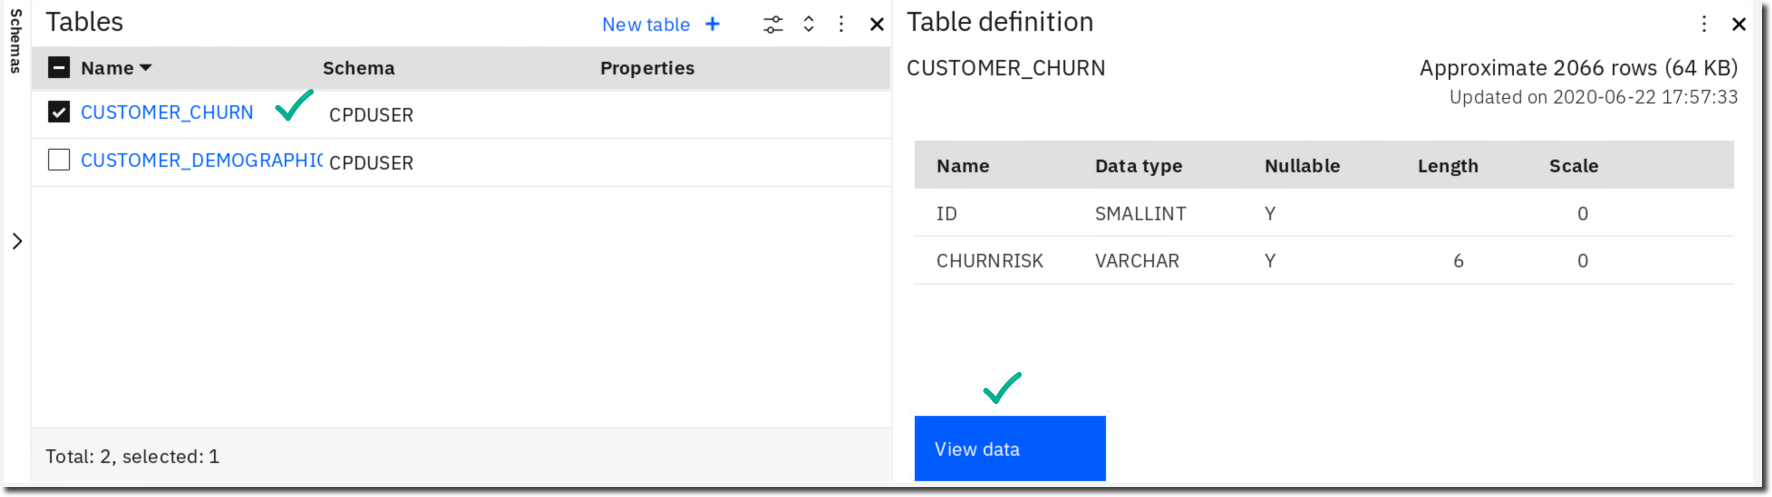 Schemas
Tables
New table +
Name Schema Properties
CUSTOMER_CHURN CPDUSER
CUSTOMER_DEMOGRAPHIC CPDUSER
Total: 2, selected: 1
Table definition
CUSTOMER_CHURN
Approximate 2066 rows (64 KB)
Updated on 2020-06-22 17:57:33
Name Data type Nullable Length Scale
ID SMALLINT Y 0
CHURNRISK VARCHAR Y 6 0
View data